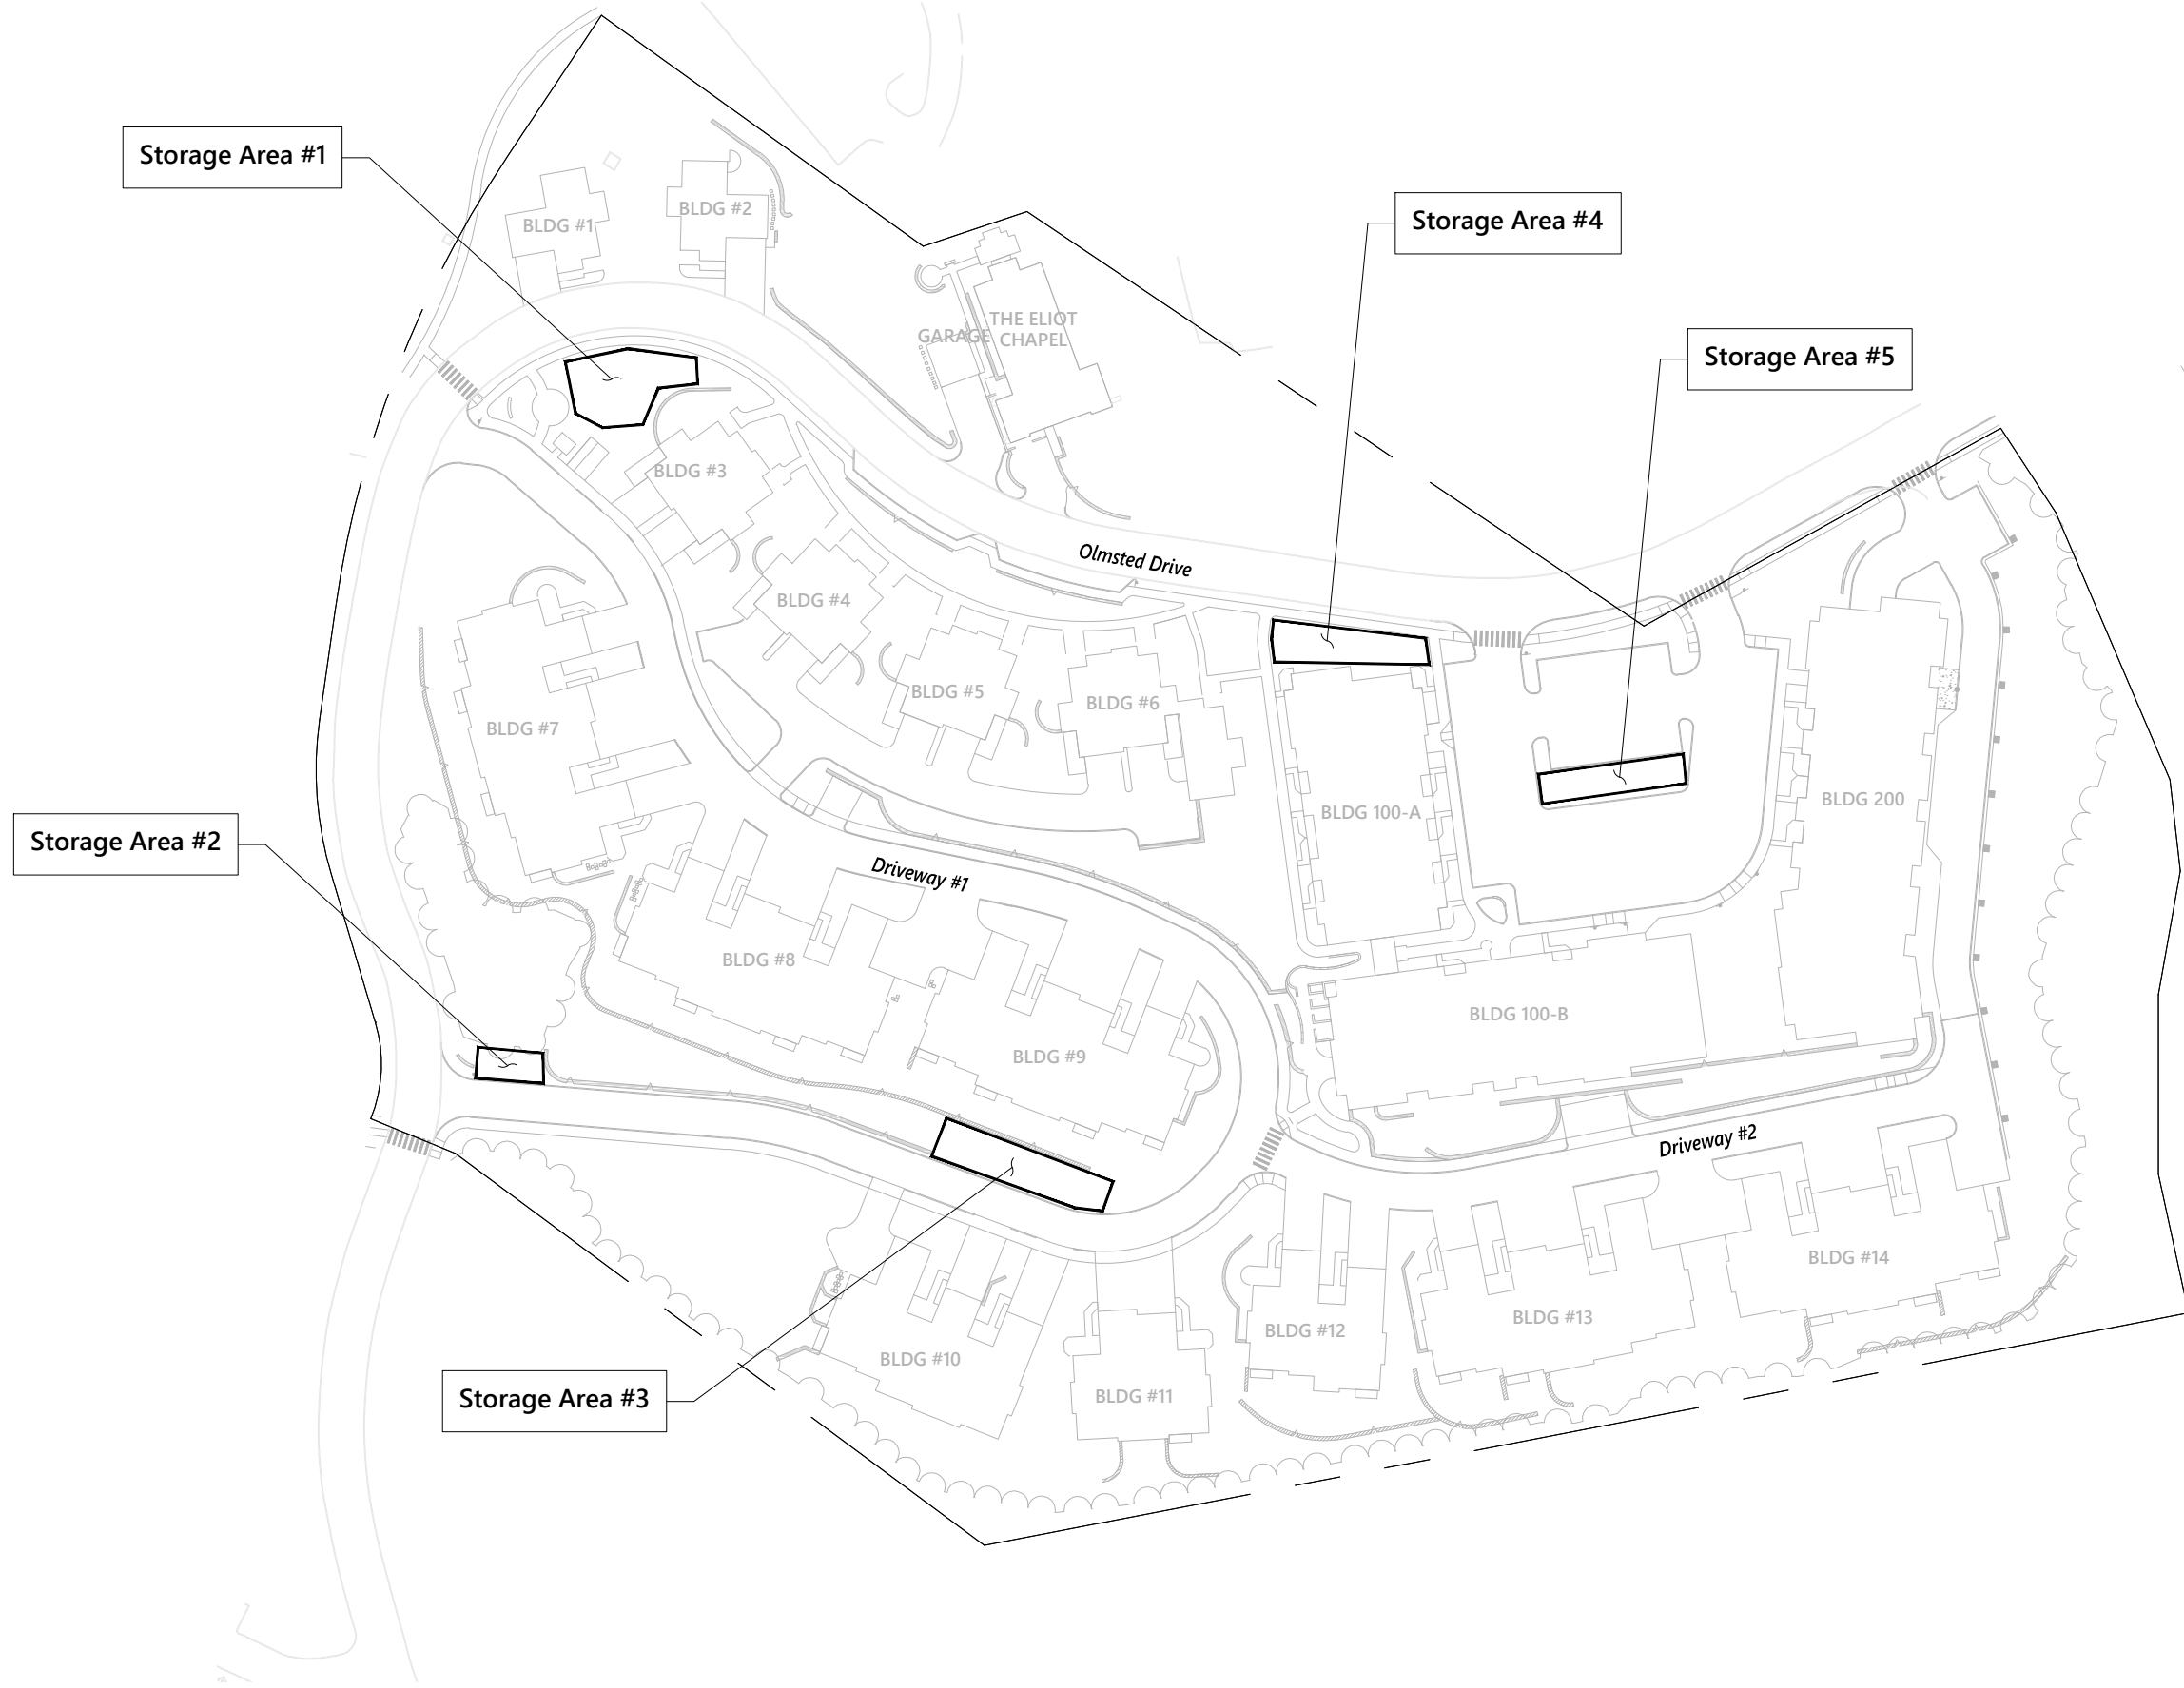 Storage Area #1
Storage Area #4
BLDG #2
BLDG #1
THE ELIOT
CHAPEL
GARAGE
Storage Area #5
BLDG #3
Olmsted Drive
BLDG #4
BLDG #5
BLDG #6
BLDG #7
BLDG 100-A
BLDG 200
Storage Area #2
Driveway #1
BLDG #8
BLDG #9
BLDG 100-B
Driveway #2
BLDG #14
BLDG #13
BLDG #12
BLDG #10
BLDG #11
Storage Area #3